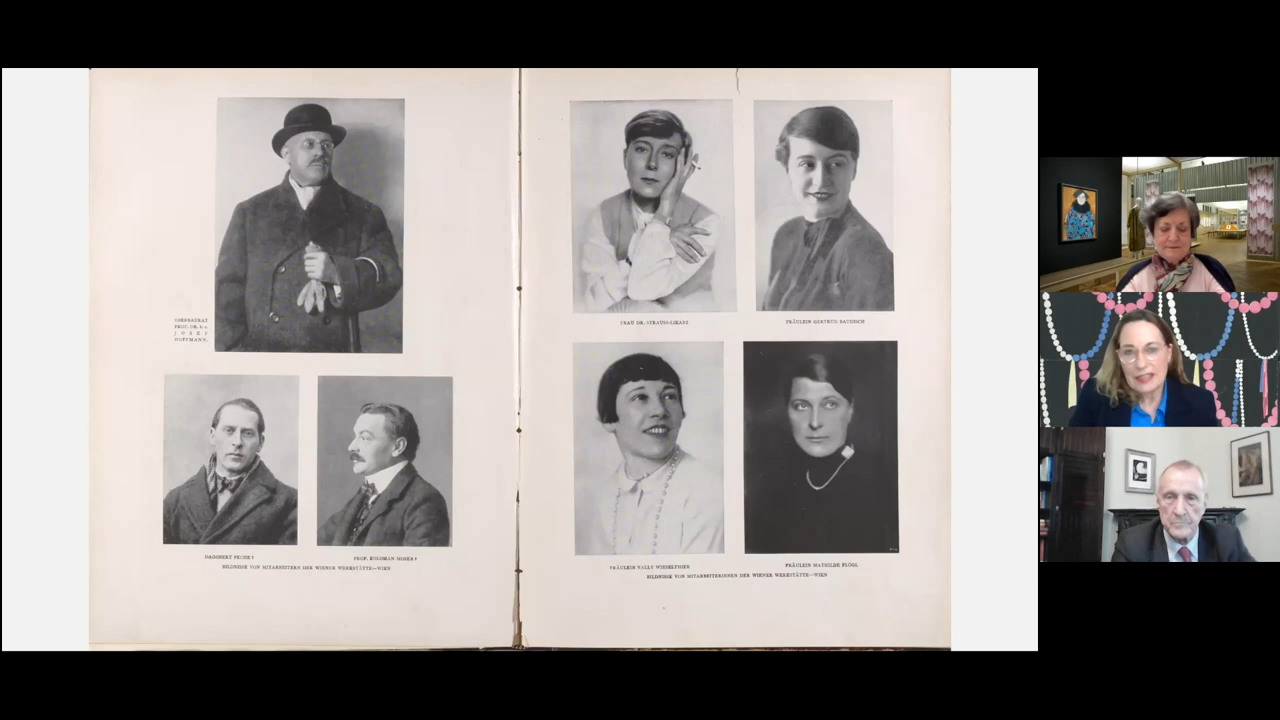 OBERBAURAT
PROF. DR. h. c.
JOSEF
HOFFMANN.
DAGOBERT PECHE †
PROF. KOLOMAN MOSER †
BILDNISSE VON MITARBEITERN DER WIENER WERKSTÄTTE—WIEN
FRAU DR. STRAUSS-LIKARZ
FRÄULEIN GERTRUD BAUDISCH
FRÄULEIN VALLY WIESELTHIER
FRÄULEIN MATHILDE FLÖGL
BILDNISSE VON MITARBEITERINNEN DER WIENER WERKSTÄTTE—WIEN